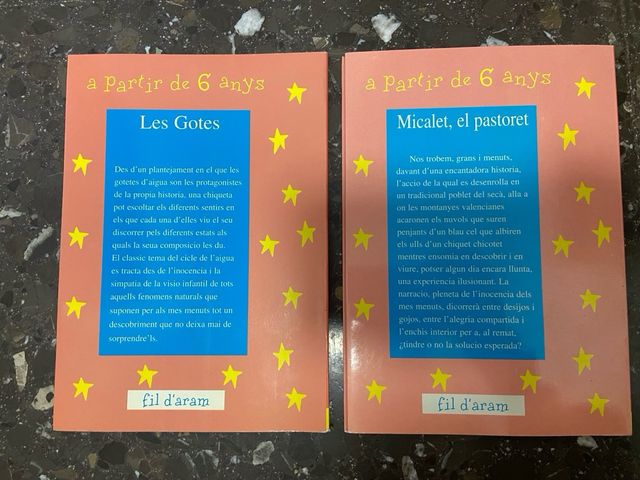 a partir de 6 anys
Les Gotes
Des d'un plantejament en el que les
gotetes d'aigua son les protagonistes
de la propia historia, una chiqueta
pot escoltar els diferents sentirs en
els que cada una d'elles viu el seu
discorrer pels diferents estats als
quals la seua composicio les du.
El classic tema del cicle de l'aigua
es tracta des de l'inocencia i la
simpatia de la visio infantil de tots
aquells fenomens naturals que
suponen per als mes menuts tot un
descobriment que no deixa mai de
sorprendre'ls.
fil d'aram
a partir de 6 anys
Micalet, el pastoret
Nos trobem, grans i menuts,
davant d'una encantadora historia,
l'accio de la qual es desenrolla en
un tradicional poblet del secà, alla a
on les montanyes valencianes
acaronen els nuvols que suren
penjants d'un blau cel que albiren
els ulls d'un chiquet chicotet
mentres ensomia en descobrir i en
viure, potser algun dia encara llunta,
una experiencia ilusionant. La
narracio, pleneta de l'inocencia dels
mes menuts, dicorrerà entre desijos i
gojos, entre l'alegria compartida i
l'enchis interior per a, al remat,
¿tindre o no la solucio esperada?
fil d'aram